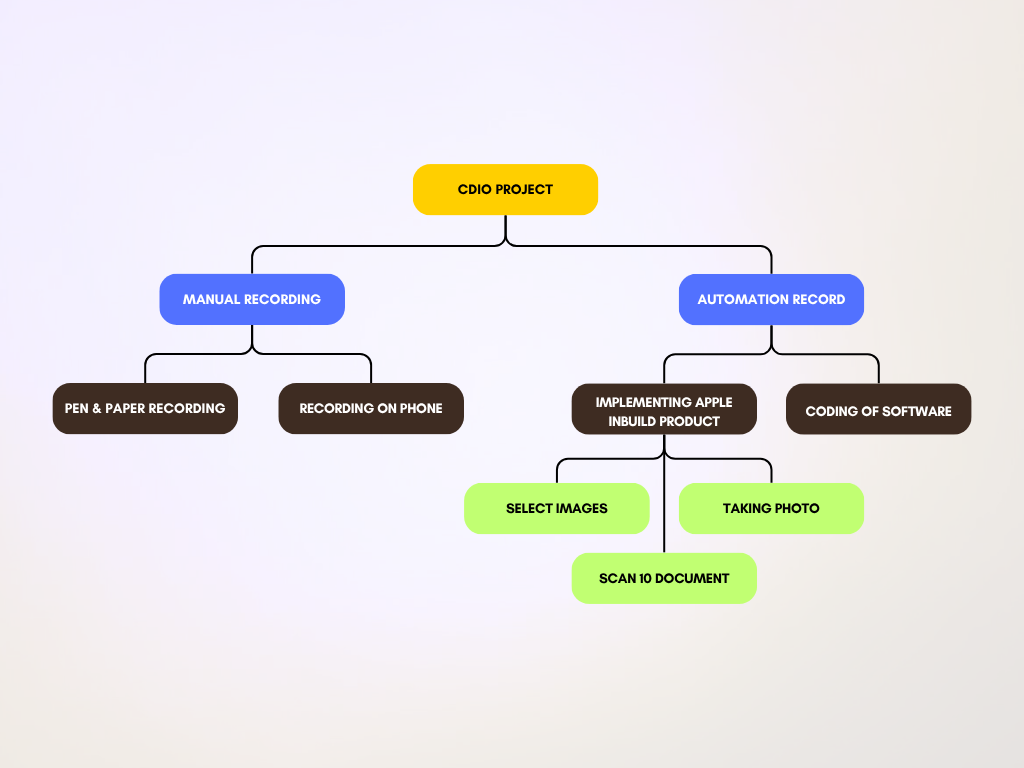 CDIO PROJECT
MANUAL RECORDING
AUTOMATION RECORD
PEN & PAPER RECORDING
RECORDING ON PHONE
IMPLEMENTING APPLE
INBUILD PRODUCT
CODING OF SOFTWARE
SELECT IMAGES
TAKING PHOTO
SCAN 10 DOCUMENT